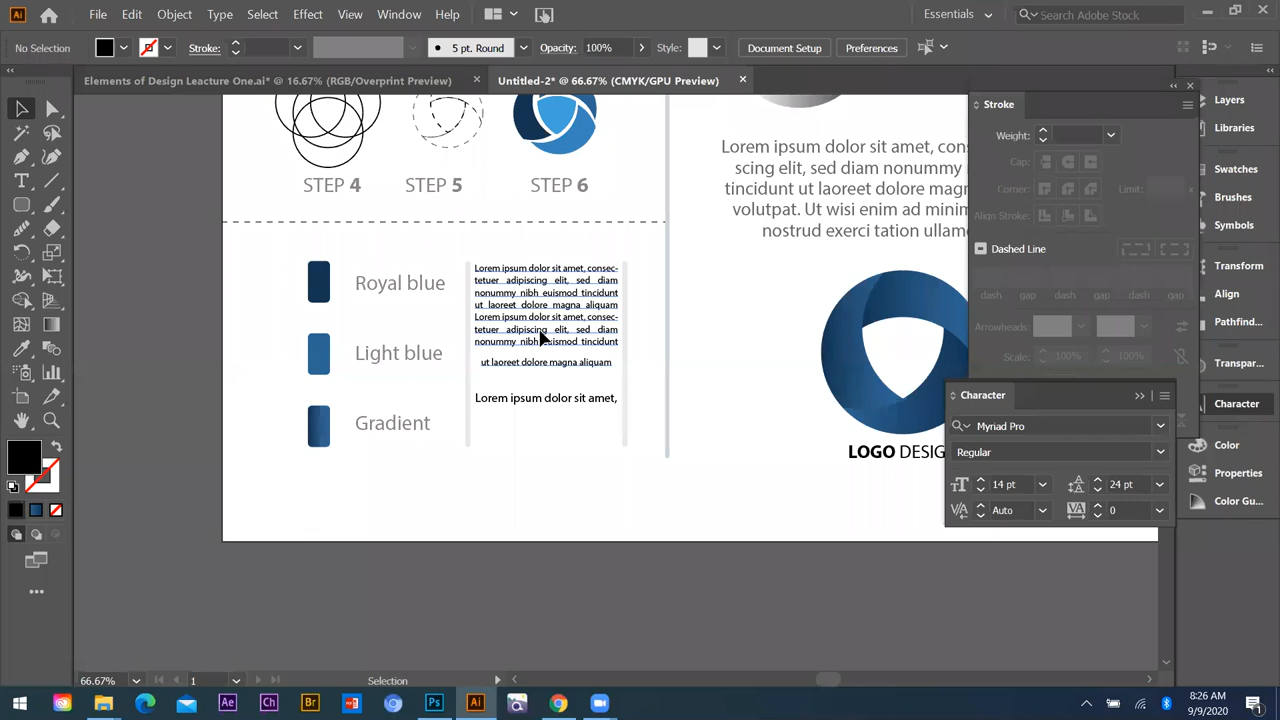 Ai
File
Edit
Object
Type
Select
Effect
View
Window
Help
Essentials
Search Adobe Stock
No Selection
Stroke:
5 pt. Round
Opacity:
100%
Style:
Document Setup
Preferences
Elements of Design Leacture One.ai* @ 16.67% (RGB/Overprint Preview)
Untitled-2* @ 66.67% (CMYK/GPU Preview)
STEP 4
STEP 5
STEP 6
Royal blue
Light blue
Gradient
Lorem ipsum dolor sit amet, consec-
tetuer adipiscing elit, sed diam
nonummy nibh euismod tincidunt
ut laoreet dolore magna aliquam
Lorem ipsum dolor sit amet, consec-
tetuer adipiscing elit, sed diam
nonummy nibh euismod tincidunt
ut laoreet dolore magna aliquam
Lorem ipsum dolor sit amet,
Lorem ipsum dolor sit amet, cons
scing elit, sed diam nonummy
tincidunt ut laoreet dolore magn
volutpat. Ut wisi enim ad minim
nostrud exerci tation ullamc
LOGO DESIG
Stroke
Weight:
Cap:
Corner:
Limit:
Align Stroke:
Dashed Line
dash
gap
dash
gap
dash
gap
Arrowheads:
Scale:
100%
100%
Character
Myriad Pro
Regular
14 pt
24 pt
Auto
0
Layers
Libraries
Swatches
Brushes
Symbols
Transform
Align
Pathfind...
Transpar...
Character
Color
Properties
Color Gu...
66.67%
1
Selection
Ae
Ch
Br
Ps
Ai
8:26 AM
9/9/2020